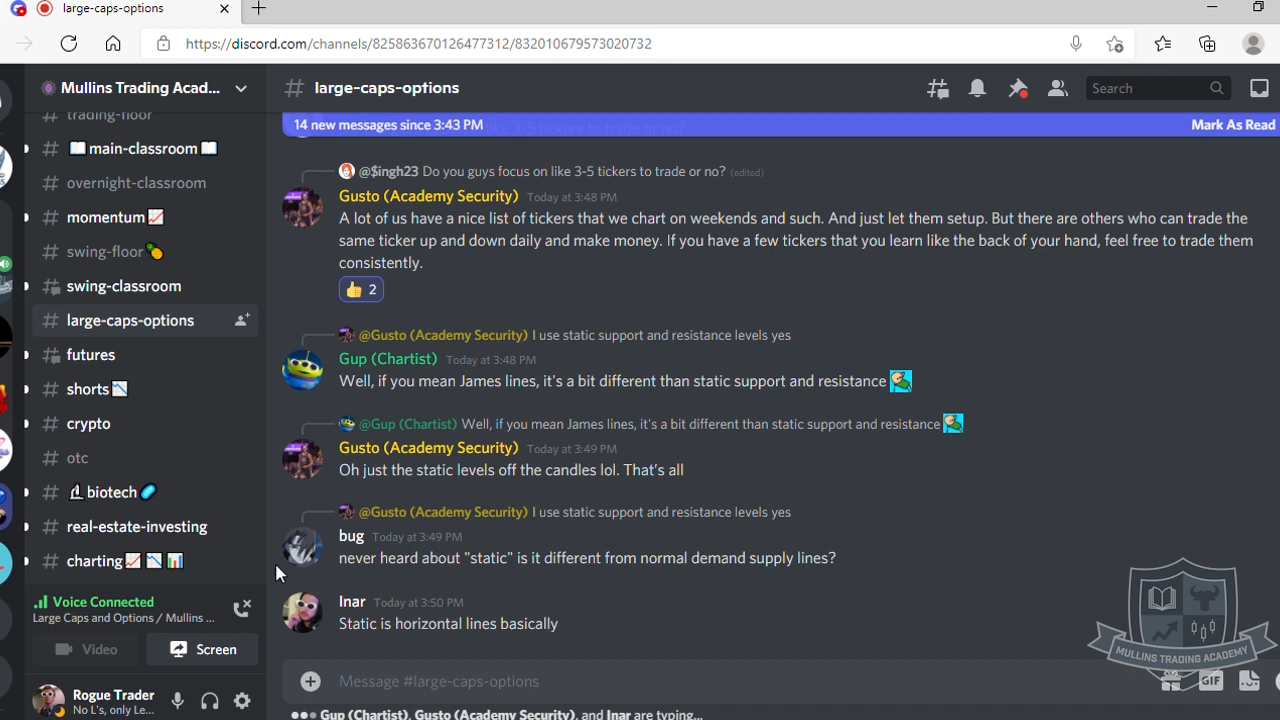 large-caps-options
https://discord.com/channels/825863670126477312/832010679573020732
Mullins Trading Acad...
trading-floor
main-classroom
overnight-classroom
momentum
swing-floor
swing-classroom
large-caps-options
futures
shorts
crypto
otc
biotech
real-estate-investing
charting
Voice Connected
Large Caps and Options / Mullins ...
Video
Screen
Rogue Trader
No L's, only Le...
large-caps-options
Search
14 new messages since 3:43 PM
Mark As Read
@$ingh23 Do you guys focus on like 3-5 tickers to trade or no? (edited)
Gusto (Academy Security) Today at 3:48 PM
A lot of us have a nice list of tickers that we chart on weekends and such. And just let them setup. But there are others who can trade the
same ticker up and down daily and make money. If you have a few tickers that you learn like the back of your hand, feel free to trade them
consistently.
2
@Gusto (Academy Security) I use static support and resistance levels yes
Gup (Chartist) Today at 3:48 PM
Well, if you mean James lines, it's a bit different than static support and resistance
@Gup (Chartist) Well, if you mean James lines, it's a bit different than static support and resistance
Gusto (Academy Security) Today at 3:49 PM
Oh just the static levels off the candles lol. That's all
@Gusto (Academy Security) I use static support and resistance levels yes
bug Today at 3:49 PM
never heard about "static" is it different from normal demand supply lines?
Inar Today at 3:50 PM
Static is horizontal lines basically
Message #large-caps-options
GIF
Gup (Chartist), Gusto (Academy Security), and Inar are typing...
MULLINS TRADING ACADEMY